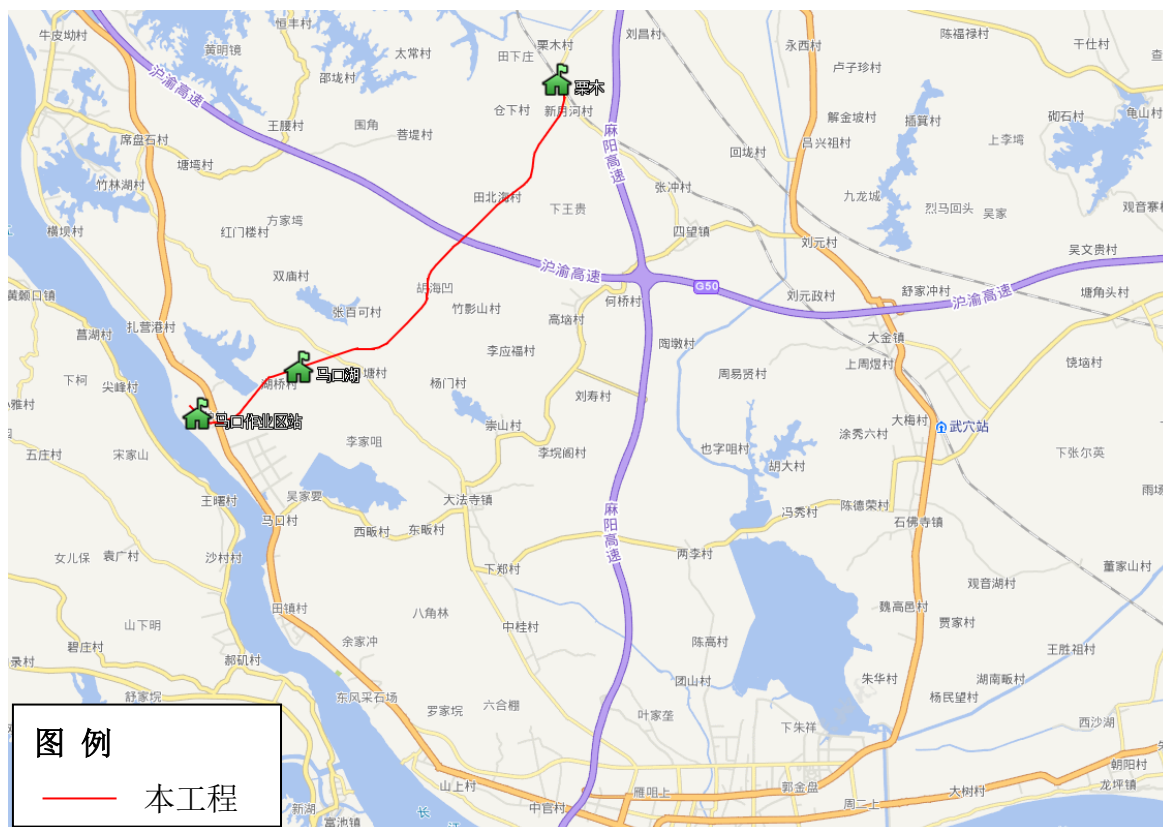 牛皮坳村
黄明镜
恒丰村
太常村
田下庄
栗木村
刘昌村
永西村
陈福禄村
干仕村
查
邵垅村
卢子珍村
沪渝高速
栗木
仓下村
新月河村
麻阳高速
解金坡村
插箕村
砌石村
龟山村
王腰村
围角
菩堤村
席盘石村
塘塆村
回垅村
吕兴祖村
上李塆
竹林湖村
张冲村
九龙城
田北海村
下王贵
烈马回头
吴家
观音寨村
方家塆
横坝村
红门楼村
四望镇
刘元村
吴文贵村
双庙村
沪渝高速
G50
黄颡口镇
胡海凹
何桥村
刘元政村
舒家冲村
沪渝高速
塘角头村
张百可村
竹影山村
高垴村
菖湖村
扎营港村
陶墩村
大金镇
李应福村
上周煜村
饶垴村
下柯
尖峰村
马口湖
塘村
湖桥村
杨门村
周易贤村
小雅村
刘寿村
马口作业区站
大梅村
武穴站
崇山村
也字咀村
涂秀六村
李家咀
五庄村
宋家山
李垸阁村
胡大村
下张尔英
王曙村
吴家要
大法寺镇
陈德荣村
雨场
冯秀村
马口村
西畈村
东畈村
麻阳高速
石佛寺镇
女儿保
袁广村
沙村村
下郑村
两李村
董家山村
观音湖村
田镇村
八角林
魏高邑村
山下明
中桂村
贾家村
碧庄村
余家冲
陈高村
王胜祖村
录村
郝矶村
朱华村
湖南畈村
舒家垸
东风采石场
团山村
杨民望村
罗家垸
六合棚
叶家垄
下朱祥
西沙湖
图 例
朝阳村
本工程
山上村
雁咀上
郭金盘
大树村
龙坪镇
新湖
中官村
周二上
富池镇
长
江